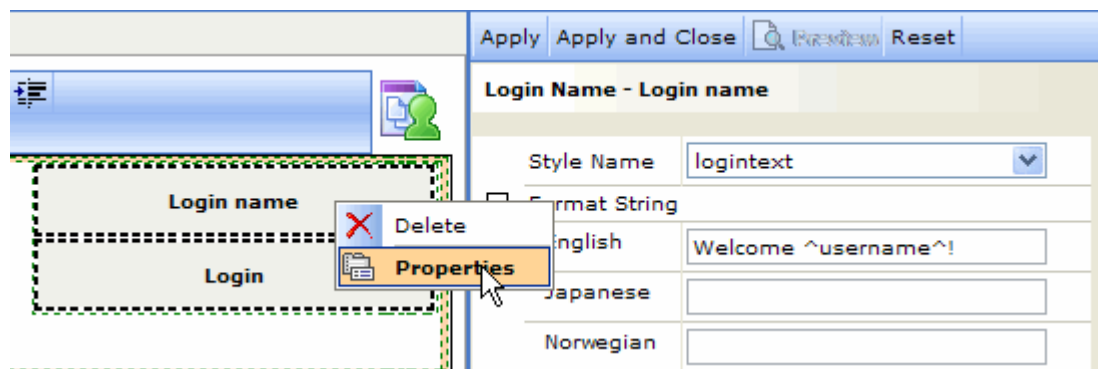 Apply Apply and Close Preview Reset
Login Name - Login name
Style Name logintext
Login name
Format String
Delete
English Welcome ^username^!
Login
Properties
Japanese
Norwegian